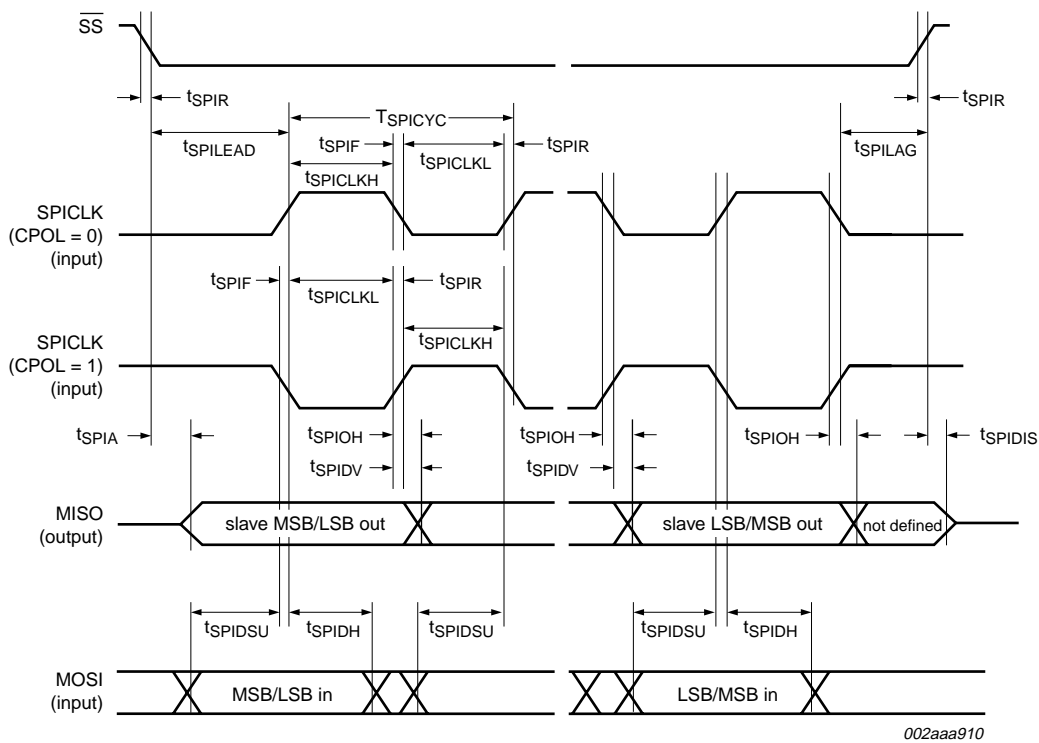 SS
tSPIR
tSPIR
TSPICYC
tSPILEAD
tSPIF
tSPICLKL
tSPIR
tSPILAG
tSPICLKH
SPICLK
(CPOL = 0)
(input)
tSPIF
tSPICLKL
tSPIR
tSPICLKH
SPICLK
(CPOL = 1)
(input)
tSPIA
tSPIOH
tSPIOH
tSPIOH
tSPIDIS
tSPIDV
tSPIDV
MISO
(output)
slave MSB/LSB out
slave LSB/MSB out
not defined
tSPIDSU
tSPIDH
tSPIDSU
tSPIDSU
tSPIDH
MOSI
(input)
MSB/LSB in
LSB/MSB in
002aaa910